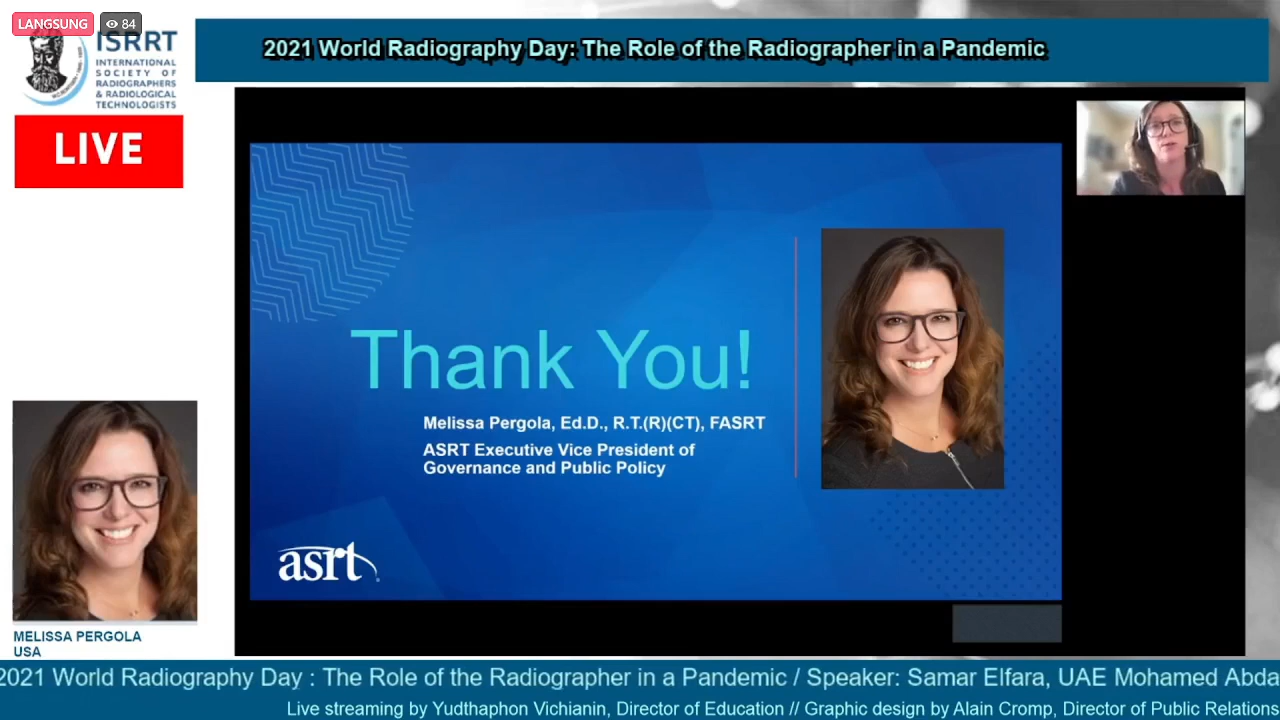 LANGSUNG 84
ISRRT
INTERNATIONAL
SOCIETY OF
RADIOGRAPHERS
& RADIOLOGICAL
TECHNOLOGISTS
2021 World Radiography Day: The Role of the Radiographer in a Pandemic
LIVE
Thank You!
Melissa Pergola, Ed.D., R.T.(R)(CT), FASRT
ASRT Executive Vice President of
Governance and Public Policy
asrt
MELISSA PERGOLA
USA
2021 World Radiography Day : The Role of the Radiographer in a Pandemic / Speaker: Samar Elfara, UAE Mohamed Abda
Live streaming by Yudthaphon Vichianin, Director of Education // Graphic design by Alain Cromp, Director of Public Relations